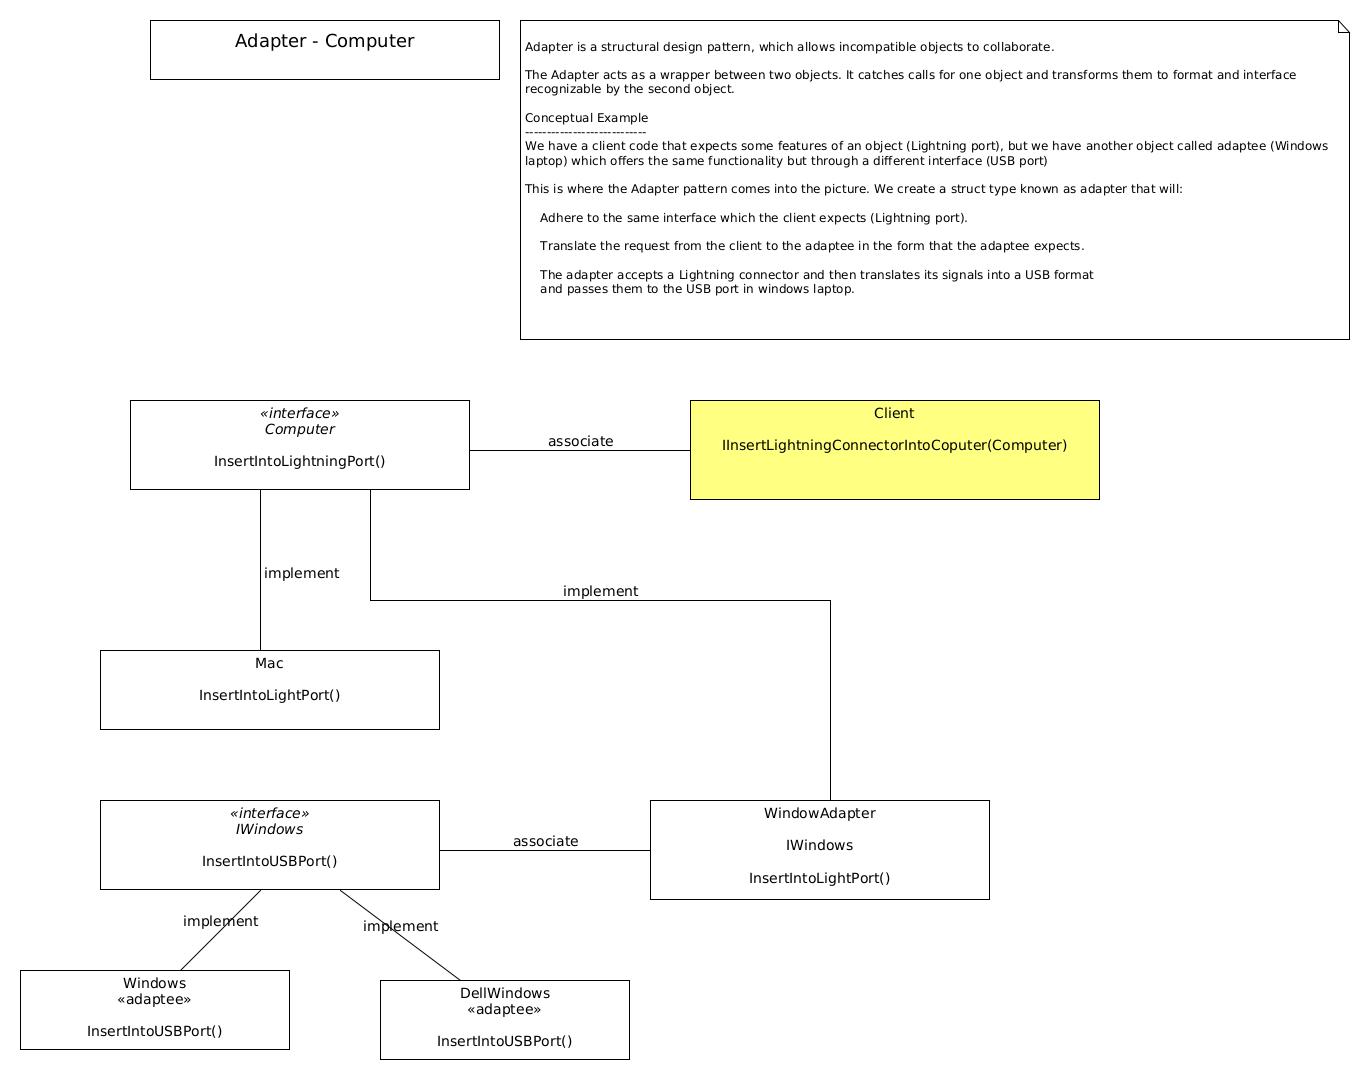 Adapter - Computer
Adapter is a structural design pattern, which allows incompatible objects to collaborate.
The Adapter acts as a wrapper between two objects. It catches calls for one object and transforms them to format and interface
recognizable by the second object.
Conceptual Example
----------------------------
We have a client code that expects some features of an object (Lightning port), but we have another object called adaptee (Windows
laptop) which offers the same functionality but through a different interface (USB port)
This is where the Adapter pattern comes into the picture. We create a struct type known as adapter that will:
Adhere to the same interface which the client expects (Lightning port).
Translate the request from the client to the adaptee in the form that the adaptee expects.
The adapter accepts a Lightning connector and then translates its signals into a USB format
and passes them to the USB port in windows laptop.
«interface»
Computer
InsertIntoLightningPort()
associate
Client
IInsertLightningConnectorIntoCoputer(Computer)
implement
implement
Mac
InsertIntoLightPort()
«interface»
IWindows
InsertIntoUSBPort()
associate
WindowAdapter
IWindows
InsertIntoLightPort()
implement
implement
Windows
«adaptee»
InsertIntoUSBPort()
DellWindows
«adaptee»
InsertIntoUSBPort()